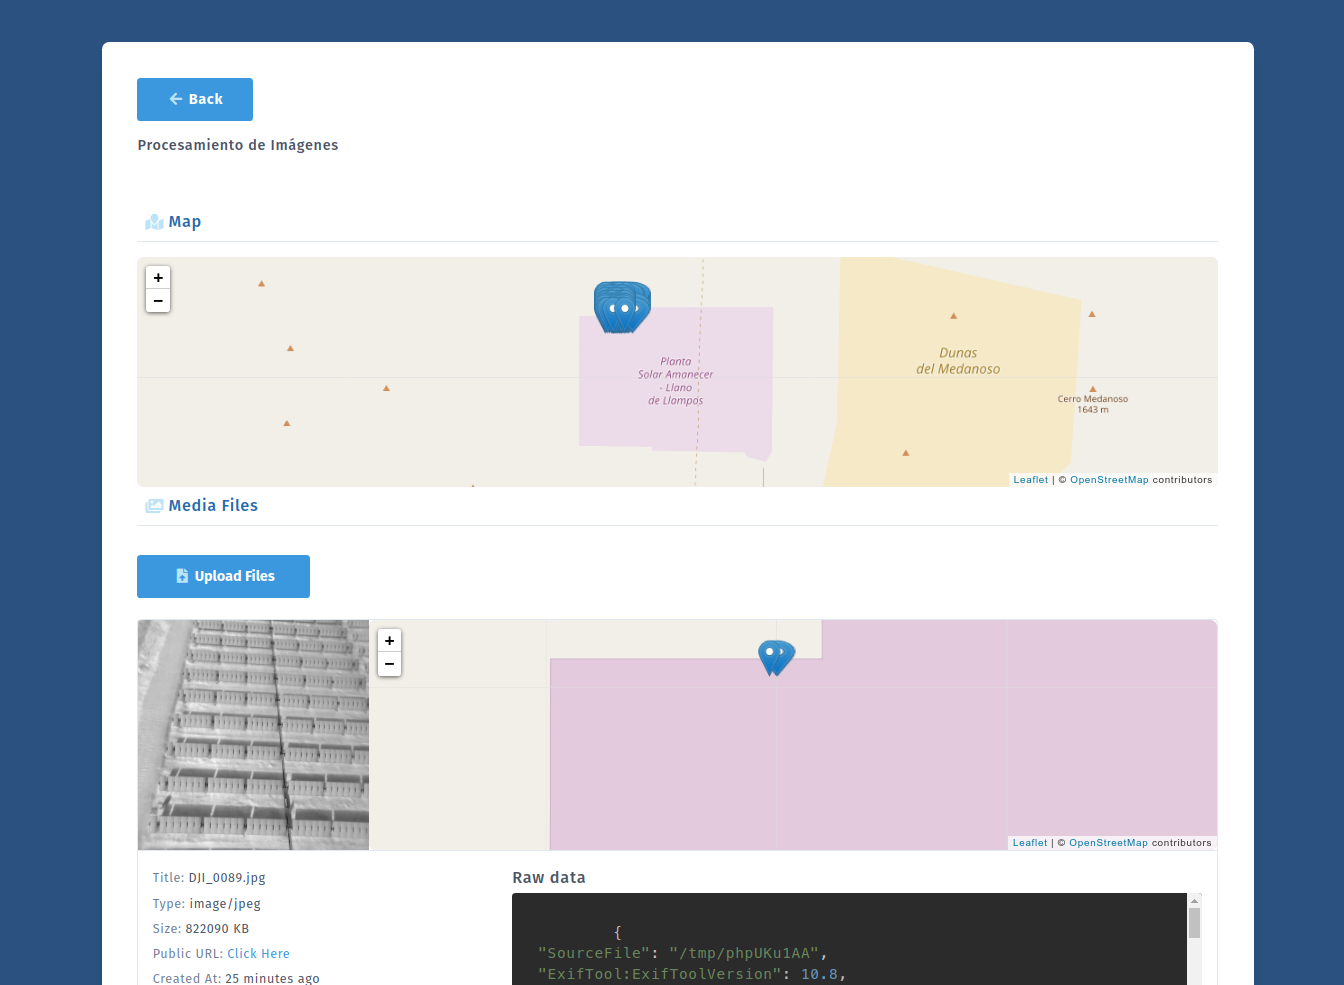 Back
Procesamiento de Imágenes
Map
+
−
Planta
Solar Amanecer
- Llano
de Llampos
Dunas
del Medanoso
Cerro Medanoso
1643 m
Leaflet | © OpenStreetMap contributors
Media Files
Upload Files
+
−
Leaflet | © OpenStreetMap contributors
Title: DJI_0089.jpg
Type: image/jpeg
Size: 822090 KB
Public URL: Click Here
Created At: 25 minutes ago
Raw data
{
"SourceFile": "/tmp/phpUKu1AA",
"ExifTool:ExifToolVersion": 10.8,